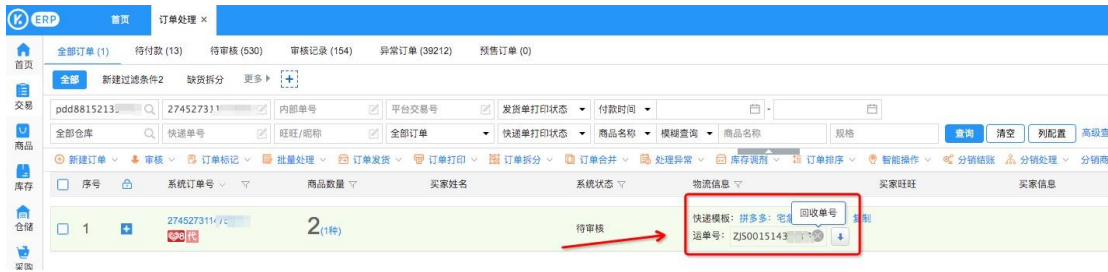 ERP 首页 订单处理 ×
首页
交易
商品
库存
仓储
采购
全部订单 (1) 待付款 (13) 待审核 (530) 审核记录 (154) 异常订单 (39212) 预售订单 (0)
全部 新建过滤条件2 缺货拆分 更多
pdd8815213 27452731 内部单号 平台交易号 发货单打印状态 付款时间 -
全部仓库 快递单号 旺旺/昵称 全部订单 快递单打印状态 商品名称 模糊查询 商品名称 规格 查询 清空 列配置 高级查
新建订单 审核 订单标记 批量处理 订单发货 订单打印 订单拆分 订单合并 处理异常 库存调剂 订单排序 智能操作 分销结账 分销处理 分销商
序号 系统订单号 商品数量 买家姓名 系统状态 物流信息 买家旺旺 买家信息
回收单号
1 274527311 2(1种) 待审核 快递模板: 拼多多: 宅急 复制
代 运单号: ZJS0015143